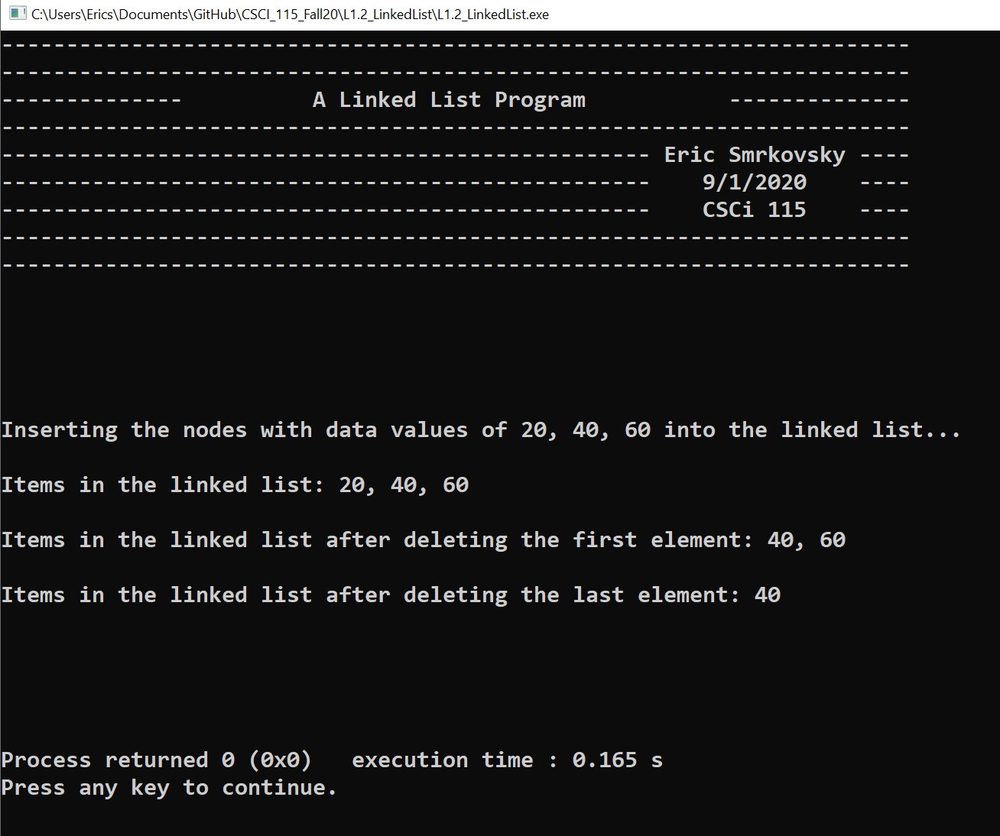 C:\Users\Erics\Documents\GitHub\CSCI_115_Fall20\L1.2_LinkedList\L1.2_LinkedList.exe
----------------------------------------------------------------------
----------------------------------------------------------------------
--------------          A Linked List Program           --------------
----------------------------------------------------------------------
-------------------------------------------------- Eric Smrkovsky ----
--------------------------------------------------    9/1/2020    ----
--------------------------------------------------    CSCi 115    ----
----------------------------------------------------------------------
----------------------------------------------------------------------
Inserting the nodes with data values of 20, 40, 60 into the linked list...
Items in the linked list: 20, 40, 60
Items in the linked list after deleting the first element: 40, 60
Items in the linked list after deleting the last element: 40
Process returned 0 (0x0)   execution time : 0.165 s
Press any key to continue.